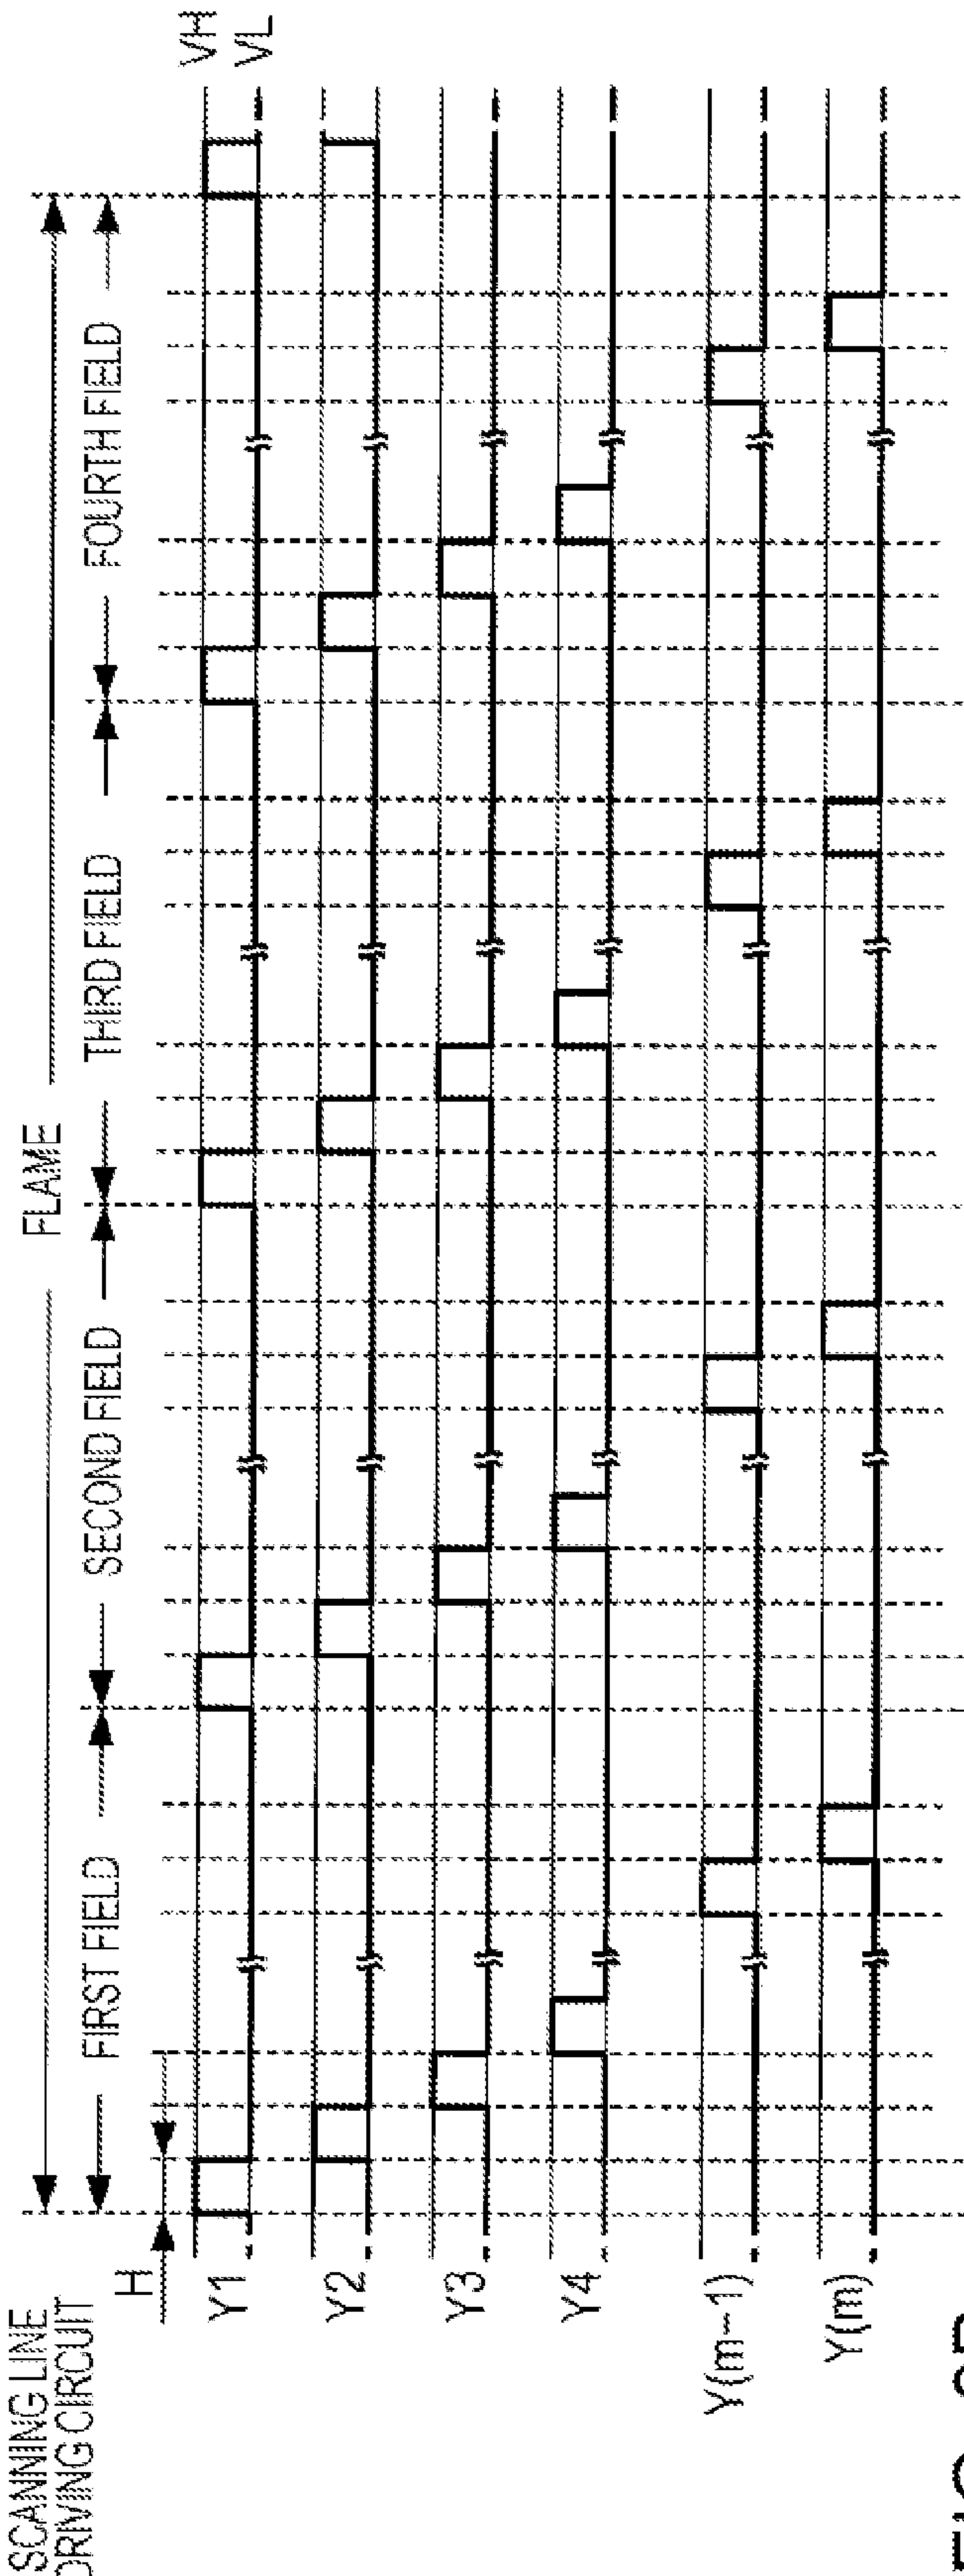 SCANNING LINE
DRIVING CIRCUIT
FLAME
FIRST FIELD SECOND FIELD THIRD FIELD FOURTH FIELD
H
VH
VL
Y1
Y2
Y3
Y4
Y(m-1)
Y(m)